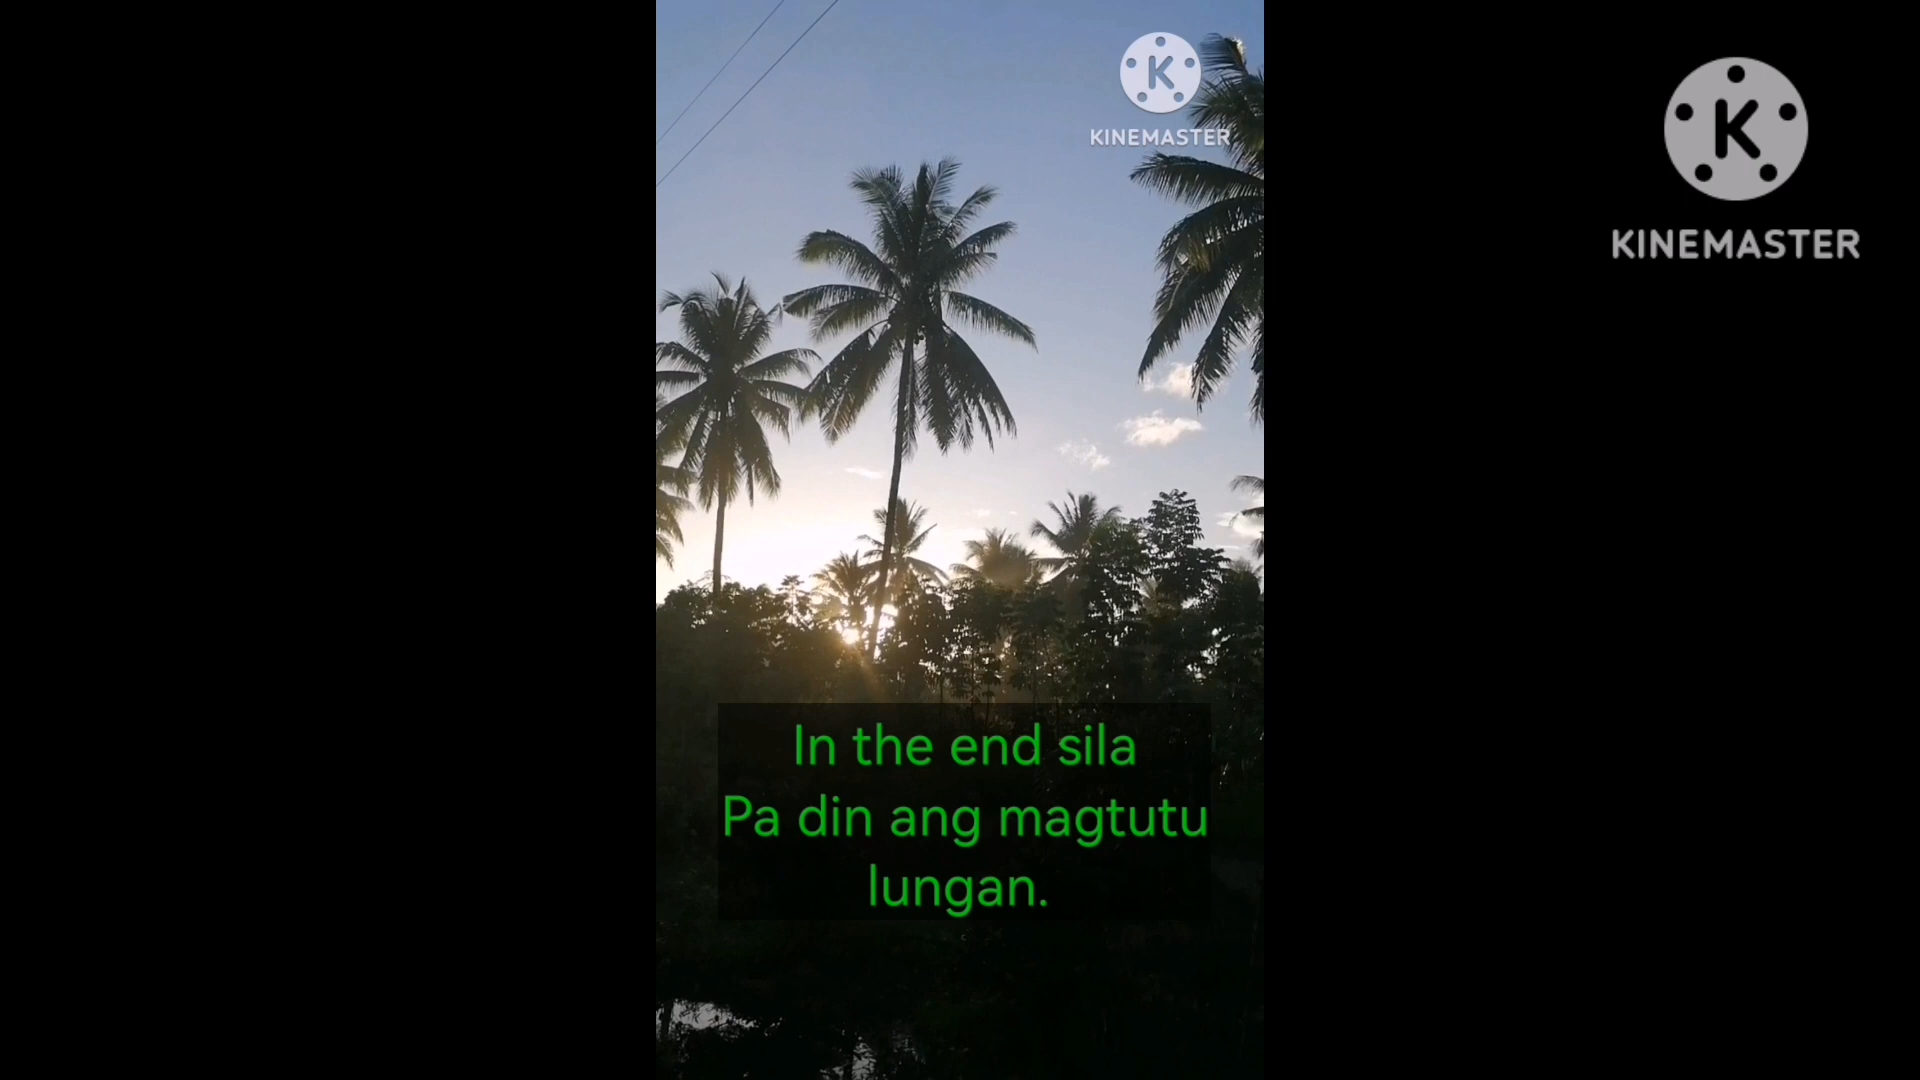 KINEMASTER
KINEMASTER
In the end sila
Pa din ang magtutu
lungan.